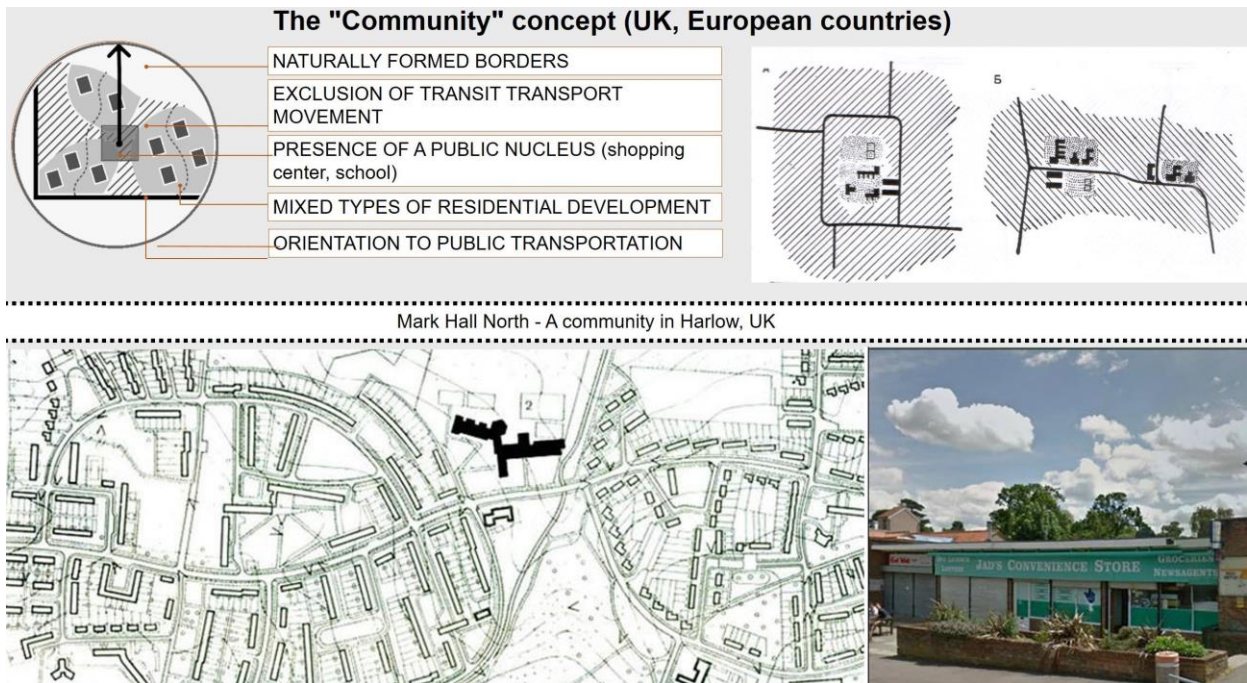 The "Community" concept (UK, European countries)
NATURALLY FORMED BORDERS
EXCLUSION OF TRANSIT TRANSPORT
MOVEMENT
PRESENCE OF A PUBLIC NUCLEUS (shopping
center, school)
MIXED TYPES OF RESIDENTIAL DEVELOPMENT
ORIENTATION TO PUBLIC TRANSPORTATION
А
Б
Mark Hall North - A community in Harlow, UK
2
JAD'S CONVENIENCE STORE
GROCERIES
NEWSAGENTS